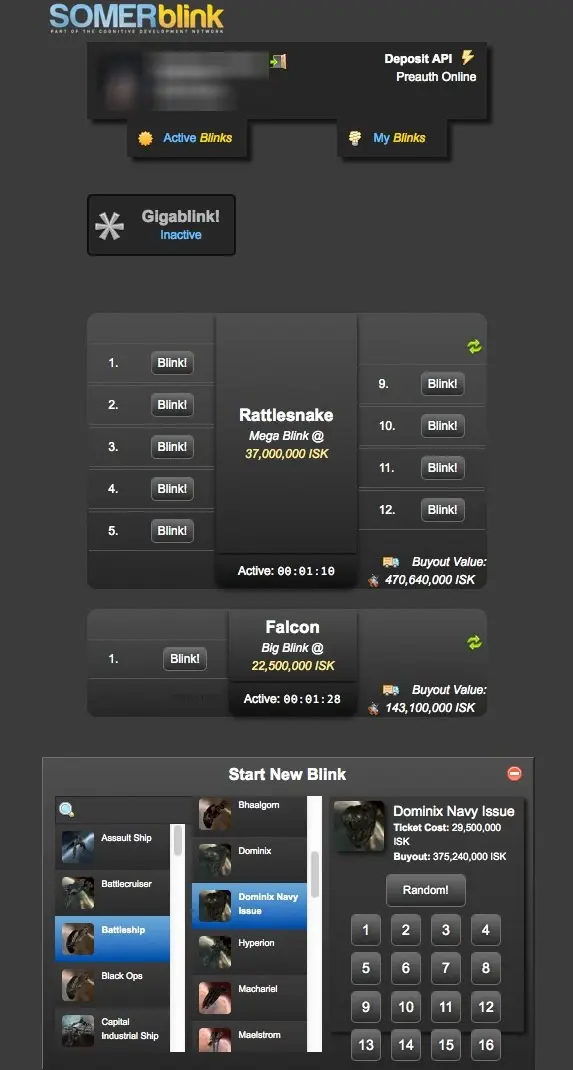 SOMERblink
PART OF THE COGNITIVE DEVELOPMENT NETWORK
Deposit API
Preauth Online
Active Blinks
My Blinks
Gigablink!
Inactive
1. Blink!
2. Blink!
3. Blink!
4. Blink!
5. Blink!
Rattlesnake
Mega Blink @
37,000,000 ISK
Active: 00:01:10
9. Blink!
10. Blink!
11. Blink!
12. Blink!
Buyout Value:
470,640,000 ISK
1. Blink!
Falcon
Big Blink @
22,500,000 ISK
Active: 00:01:28
Buyout Value:
143,100,000 ISK
Start New Blink
Assault Ship
Battlecruiser
Battleship
Black Ops
Capital
Industrial Ship
Bhaalgorn
Dominix
Dominix Navy
Issue
Hyperion
Machariel
Maelstrom
Dominix Navy Issue
Ticket Cost: 29,500,000
ISK
Buyout: 375,240,000 ISK
Random!
1 2 3 4
5 6 7 8
9 10 11 12
13 14 15 16